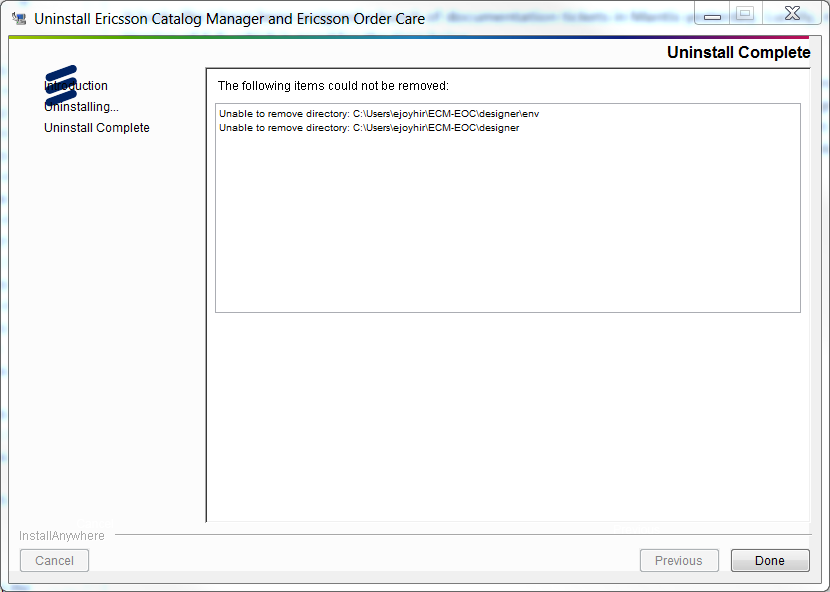 Uninstall Ericsson Catalog Manager and Ericsson Order Care
Uninstall Complete
Introduction
Uninstalling...
Uninstall Complete
The following items could not be removed:
Unable to remove directory: C:\Users\ejoyhir\ECM-EOC\designer\env
Unable to remove directory: C:\Users\ejoyhir\ECM-EOC\designer
InstallAnywhere
Cancel
Previous
Done